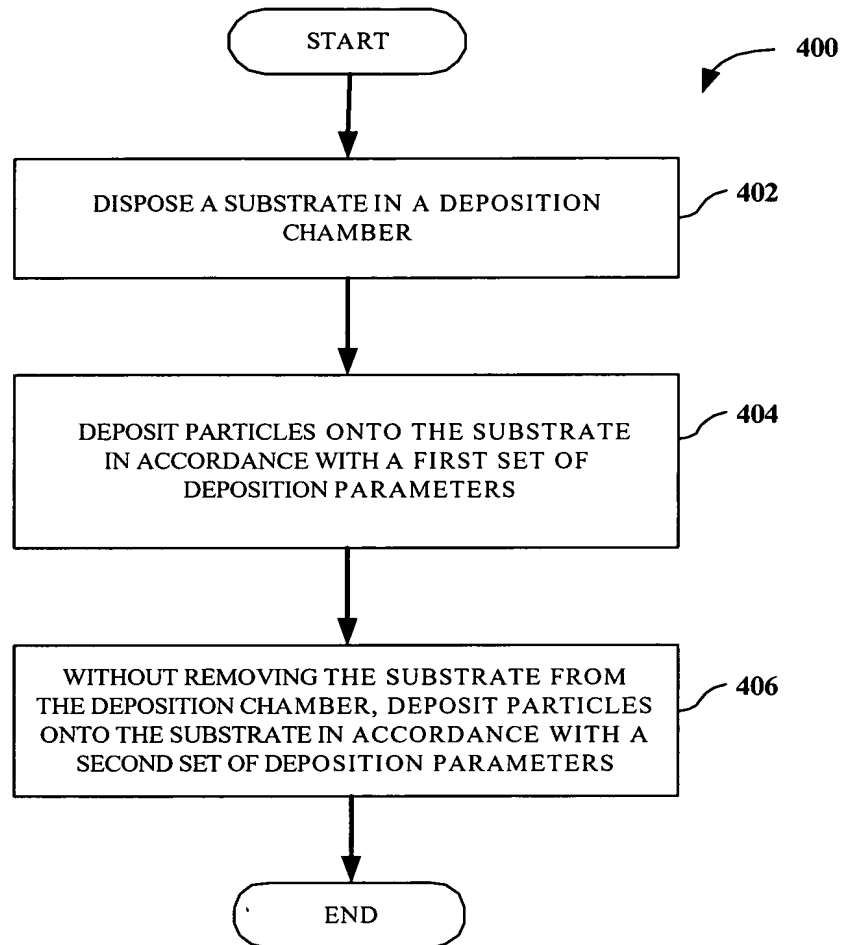 START
400
DISPOSE A SUBSTRATE IN A DEPOSITION
CHAMBER
402
DEPOSIT PARTICLES ONTO THE SUBSTRATE
IN ACCORDANCE WITH A FIRST SET OF
DEPOSITION PARAMETERS
404
WITHOUT REMOVING THE SUBSTRATE FROM
THE DEPOSITION CHAMBER, DEPOSIT PARTICLES
ONTO THE SUBSTRATE IN ACCORDANCE WITH A
SECOND SET OF DEPOSITION PARAMETERS
406
END